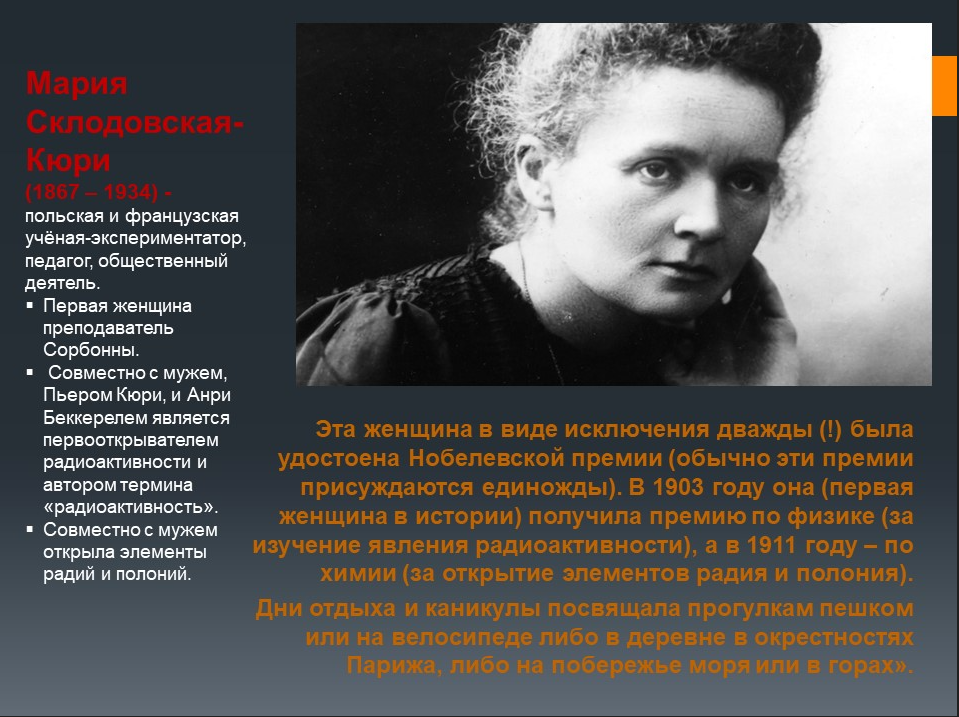 Мария
Склодовская-
Кюри
(1867 – 1934) -
польская и французская
учёная-экспериментатор,
педагог, общественный
деятель.
▪ Первая женщина
преподаватель
Сорбонны.
▪ Совместно с мужем,
Пьером Кюри, и Анри
Беккерелем является
первооткрывателем
радиоактивности и
автором термина
«радиоактивность».
▪ Совместно с мужем
открыла элементы
радий и полоний.
Эта женщина в виде исключения дважды (!) была
удостоена Нобелевской премии (обычно эти премии
присуждаются единожды). В 1903 году она (первая
женщина в истории) получила премию по физике (за
изучение явления радиоактивности), а в 1911 году – по
химии (за открытие элементов радия и полония).
Дни отдыха и каникулы посвящала прогулкам пешком
или на велосипеде либо в деревне в окрестностях
Парижа, либо на побережье моря или в горах».